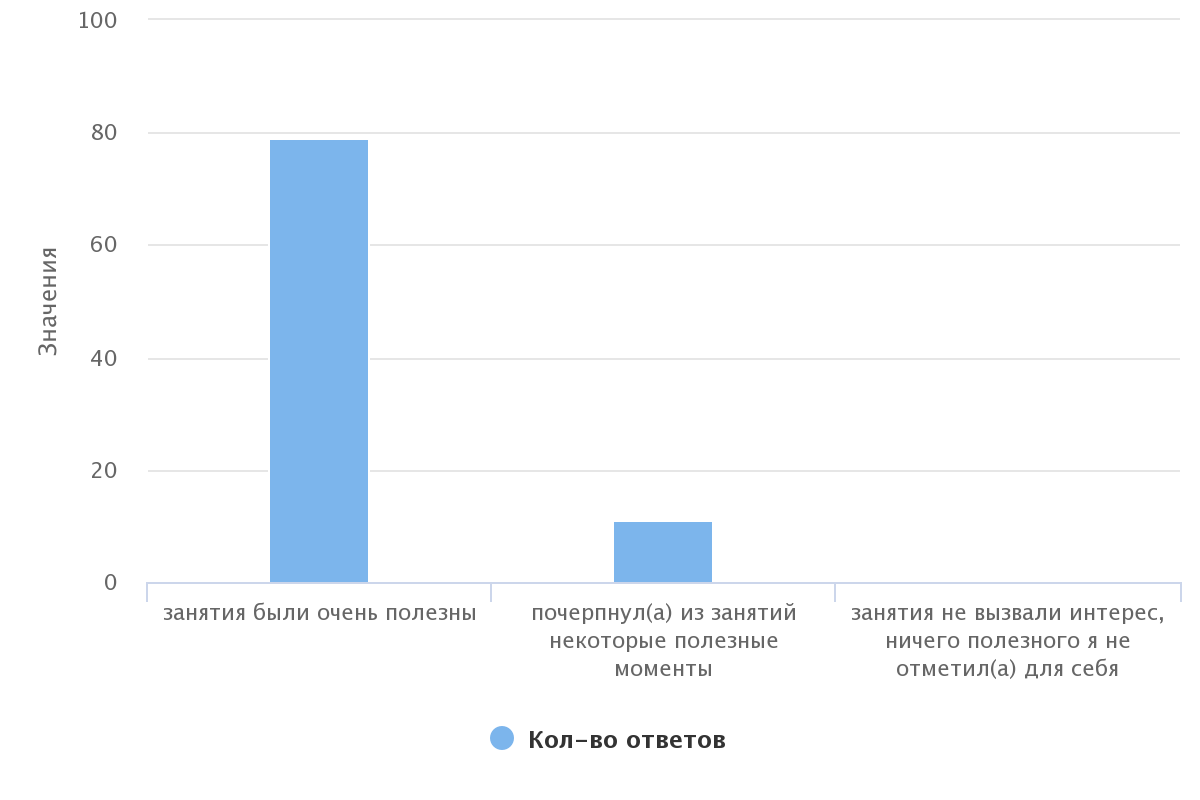 100
80
60
40
20
0
Значения
занятия были очень полезны
почерпнул(а) из занятий
некоторые полезные
моменты
занятия не вызвали интерес,
ничего полезного я не
отметил(а) для себя
Кол-во ответов